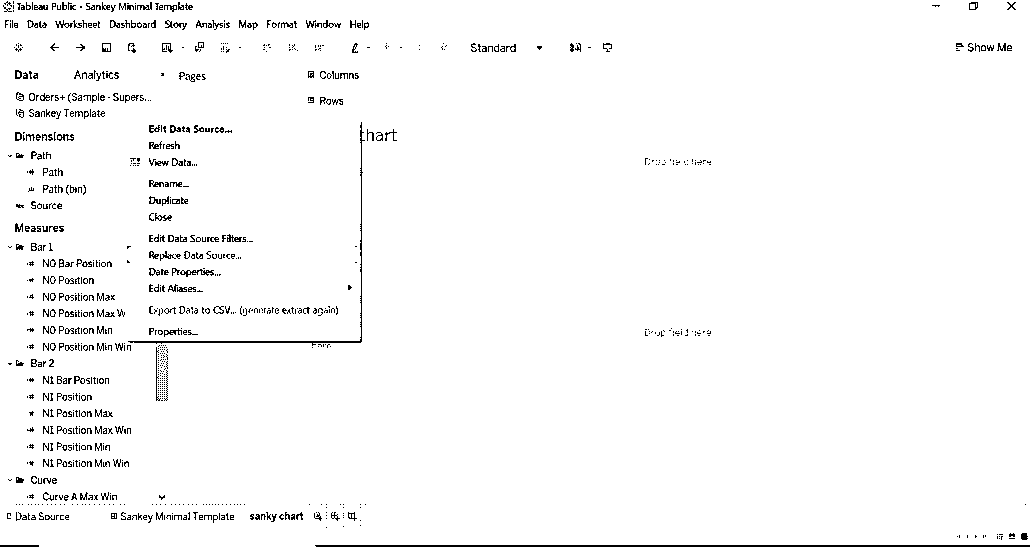 Tableau Public - Sankey Minimal Template
File Data Worksheet Dashboard Story Analysis Map Format Window Help
Standard
Show Me
Data Analytics Pages Columns
Orders+ (Sample - Supers...
Rows
Sankey Template
Dimensions
Path
Path
Path (bin)
Source
Measures
Bar 1
N0 Bar Position
N0 Position
N0 Position Max
N0 Position Max W
N0 Position Min
N0 Position Min Win
Bar 2
N1 Bar Position
N1 Position
N1 Position Max
N1 Position Max Win
N1 Position Min
N1 Position Min Win
Curve
Curve A Max Win
Edit Data Source...
Refresh
View Data...
Rename...
Duplicate
Close
Edit Data Source Filters...
Replace Data Source...
Date Properties...
Edit Aliases...
Export Data to CSV... (generate extract again)
Properties...
chart
Drop field here
Drop field here
here
Data Source Sankey Minimal Template sanky chart